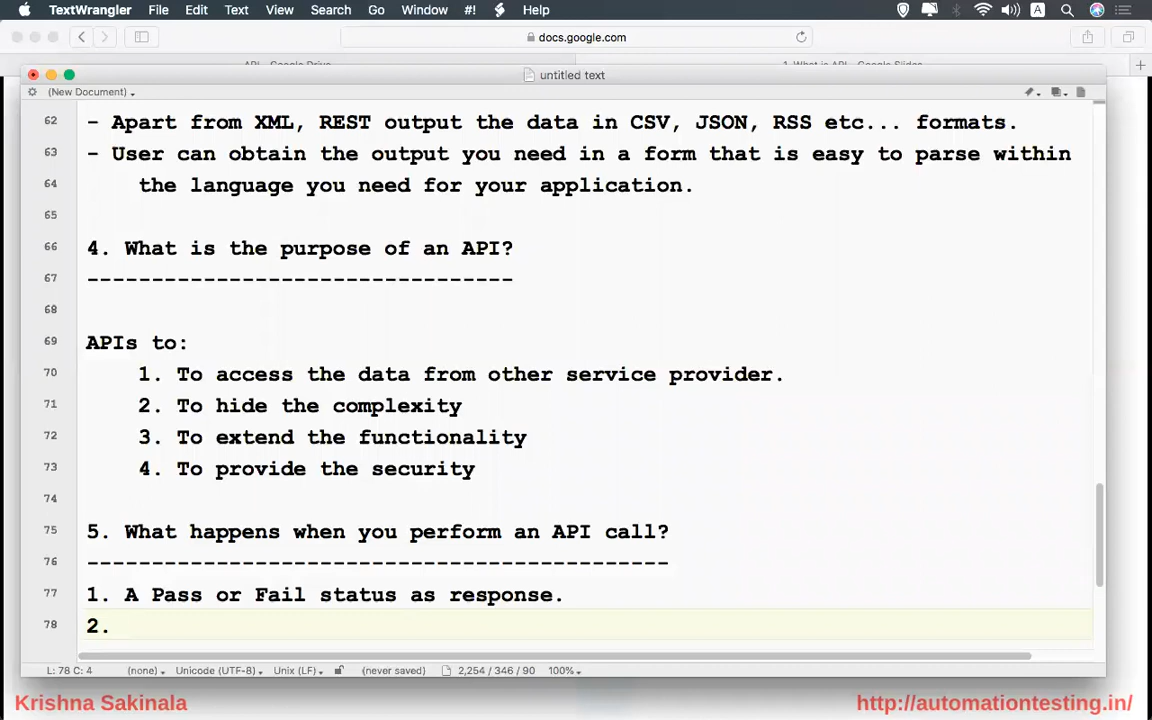 TextWrangler File Edit Text View Search Go Window #! Help
docs.google.com
untitled text
(New Document)
62 - Apart from XML, REST output the data in CSV, JSON, RSS etc... formats.
63 - User can obtain the output you need in a form that is easy to parse within
64 the language you need for your application.
65
66 4. What is the purpose of an API?
67 ---------------------------------
68
69 APIs to:
70 1. To access the data from other service provider.
71 2. To hide the complexity
72 3. To extend the functionality
73 4. To provide the security
74
75 5. What happens when you perform an API call?
76 ---------------------------------------------
77 1. A Pass or Fail status as response.
78 2.
L: 78 C: 4 (none) Unicode (UTF-8) Unix (LF) (never saved) 2,254 / 346 / 90 100%
Krishna Sakinala http://automationtesting.in/